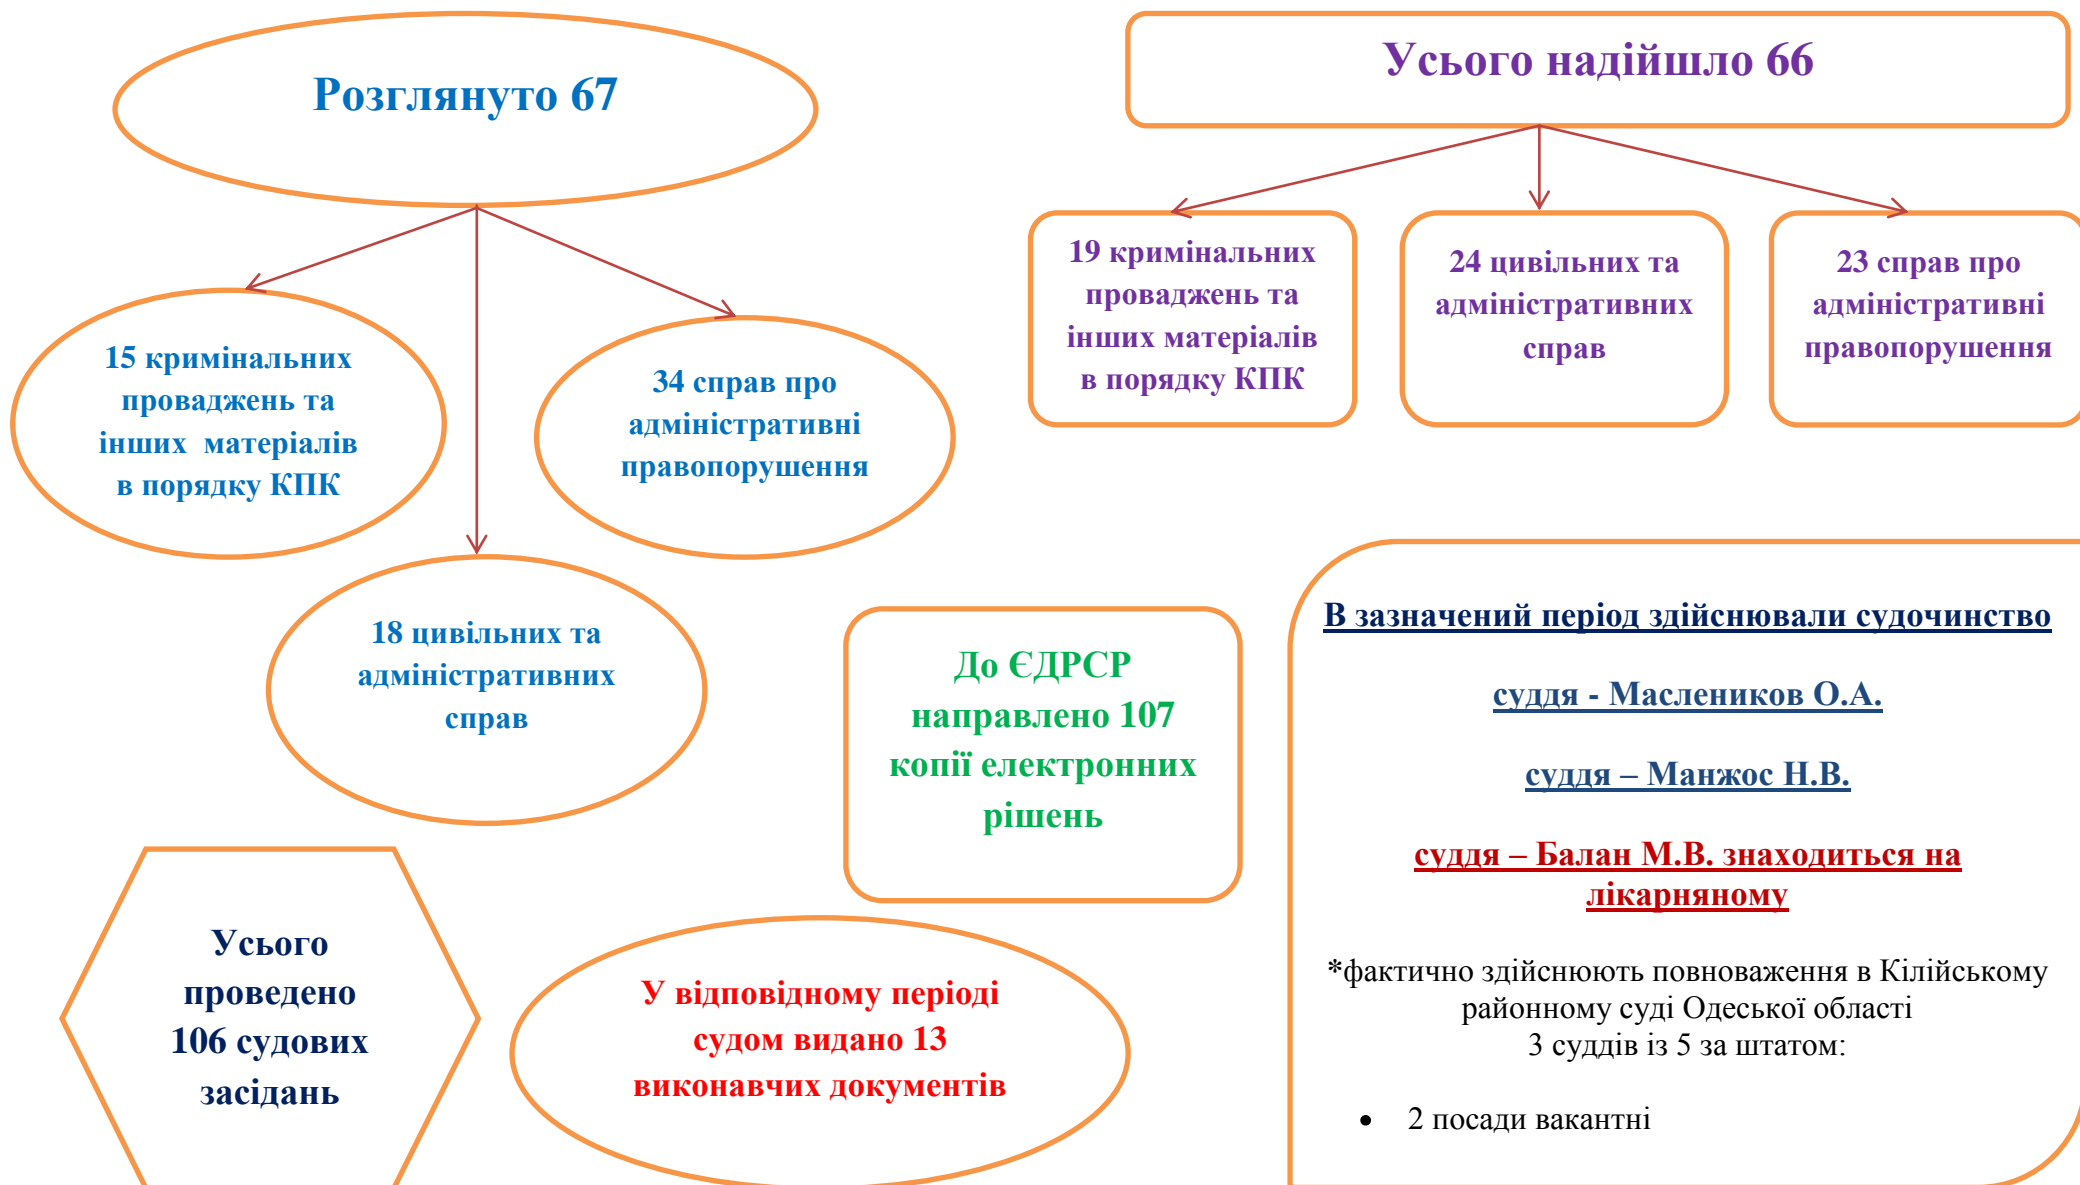 Розглянуто 67
15 кримінальних
проваджень та
інших  матеріалів
в порядку КПК
34 справ про
адміністративні
правопорушення
18 цивільних та
адміністративних
справ
Усього надійшло 66
19 кримінальних
проваджень та
інших матеріалів
в порядку КПК
24 цивільних та
адміністративних
справ
23 справ про
адміністративні
правопорушення
До ЄДРСР
направлено 107
копії електронних
рішень
Усього
проведено
106 судових
засідань
У відповідному періоді
судом видано 13
виконавчих документів
В зазначений період здійснювали судочинство
суддя - Маслеников О.А.
суддя – Манжос Н.В.
суддя – Балан М.В. знаходиться на
лікарняному
*фактично здійснюють повноваження в Кілійському
районному суді Одеської області
3 суддів із 5 за штатом:
• 2 посади вакантні